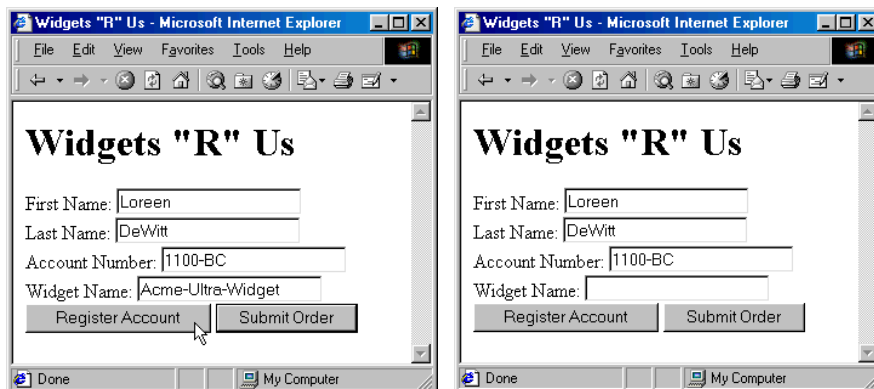 Widgets "R" Us - Microsoft Internet Explorer
File Edit View Favorites Tools Help
Widgets "R" Us
First Name: Loreen
Last Name: DeWitt
Account Number: 1100-BC
Widget Name: Acme-Ultra-Widget
Register Account Submit Order
Done My Computer
Widgets "R" Us - Microsoft Internet Explorer
File Edit View Favorites Tools Help
Widgets "R" Us
First Name: Loreen
Last Name: DeWitt
Account Number: 1100-BC
Widget Name:
Register Account Submit Order
Done My Computer